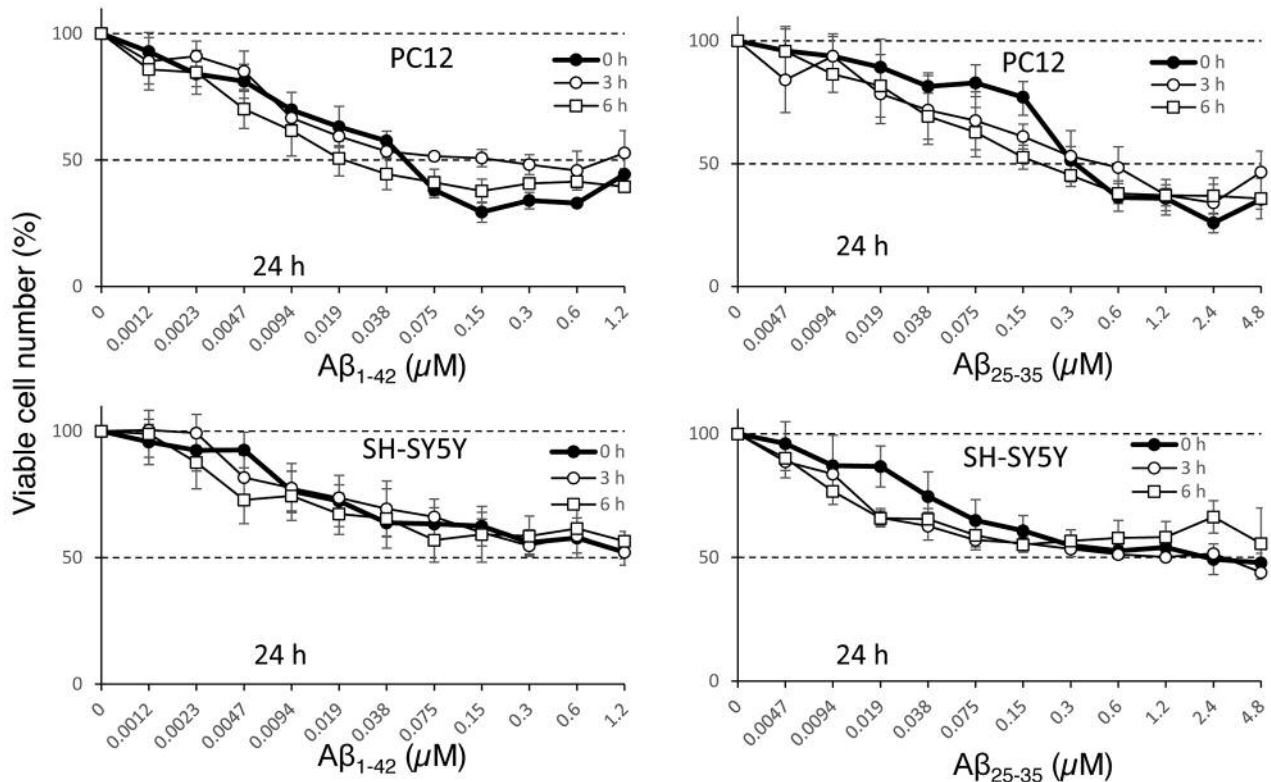 Viable cell number (%)
PC12
0 h
3 h
6 h
100
50
0
24 h
0 0.0012 0.0023 0.0047 0.0094 0.019 0.038 0.075 0.15 0.3 0.6 1.2
Aβ1-42 (μM)
PC12
0 h
3 h
6 h
100
50
0
24 h
0 0.0047 0.0094 0.019 0.038 0.075 0.15 0.3 0.6 1.2 2.4 4.8
Aβ25-35 (μM)
SH-SY5Y
0 h
3 h
6 h
100
50
0
24 h
0 0.0012 0.0023 0.0047 0.0094 0.019 0.038 0.075 0.15 0.3 0.6 1.2
Aβ1-42 (μM)
SH-SY5Y
0 h
3 h
6 h
100
50
0
24 h
0 0.0047 0.0094 0.019 0.038 0.075 0.15 0.3 0.6 1.2 2.4 4.8
Aβ25-35 (μM)